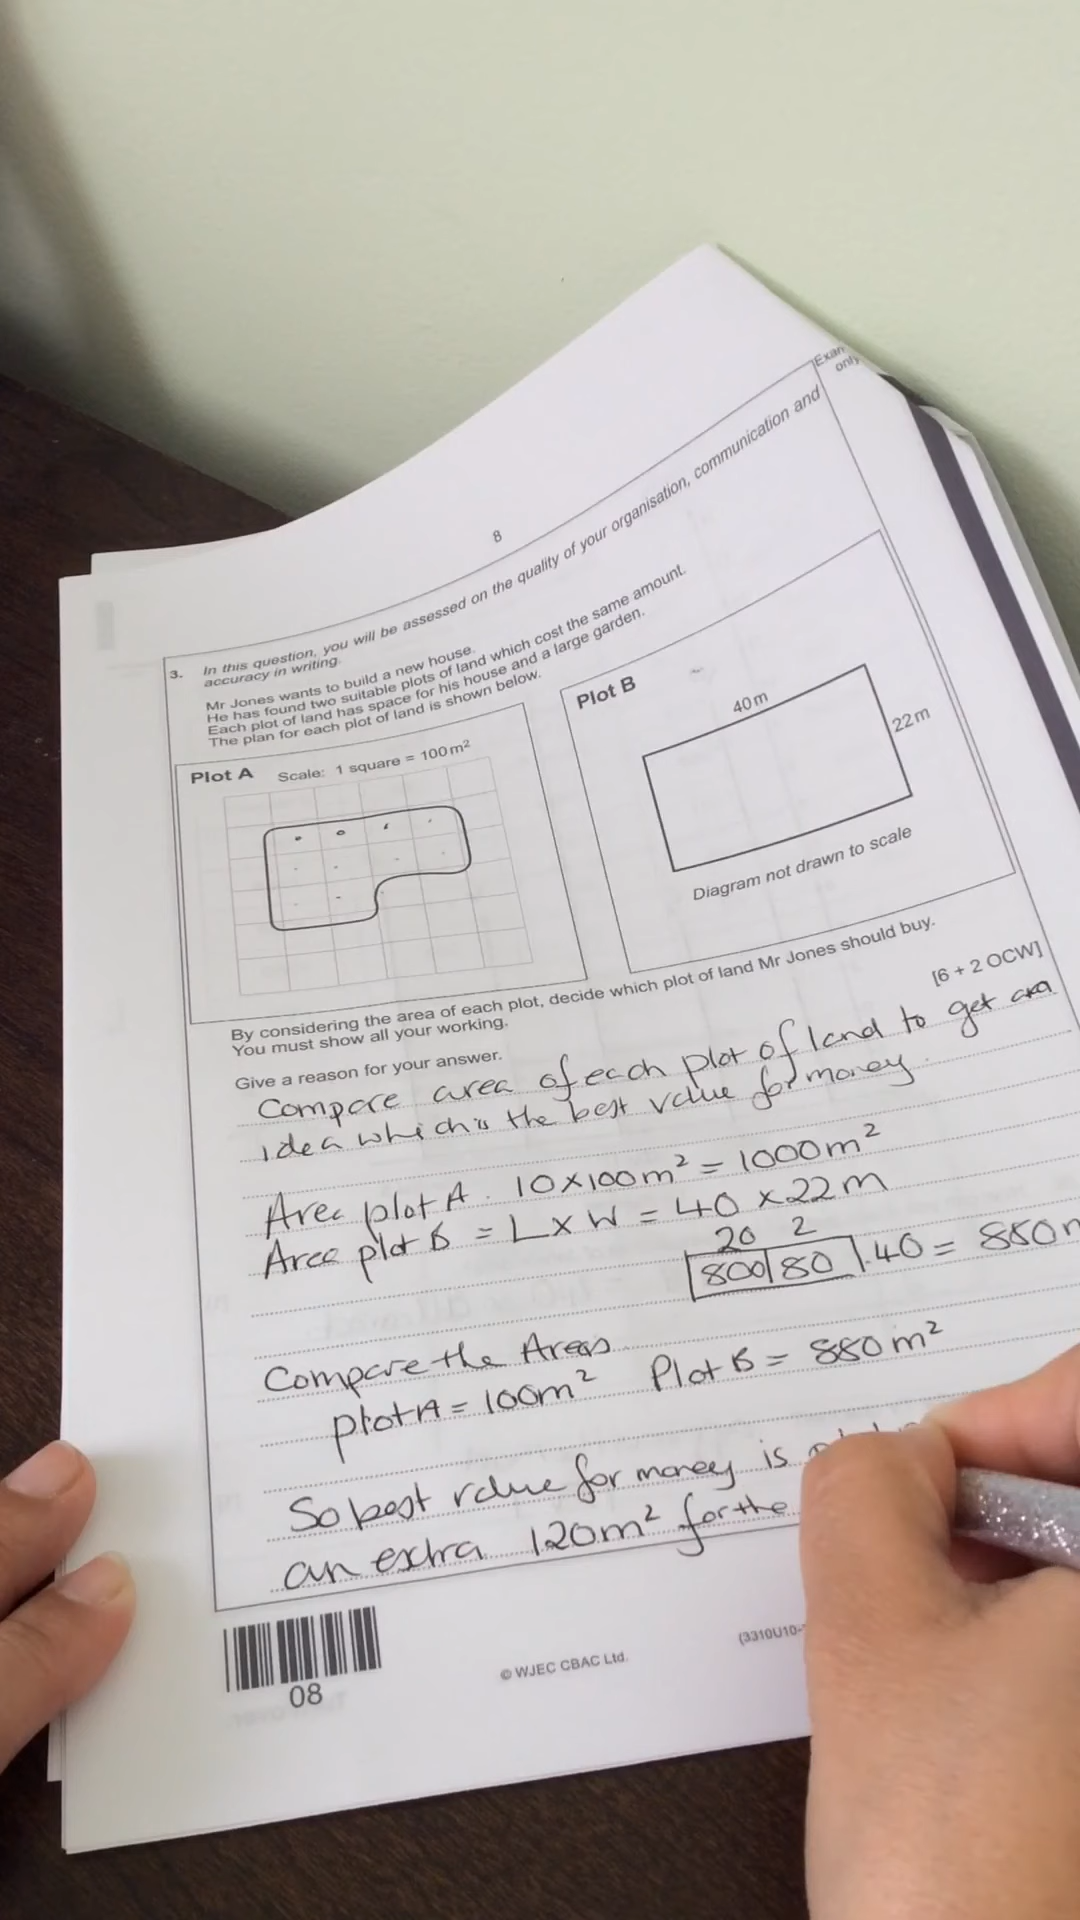 Exam
only
8
3. In this question, you will be assessed on the quality of your organisation, communication and
accuracy in writing.
Mr Jones wants to build a new house.
He has found two suitable plots of land which cost the same amount.
Each plot of land has space for his house and a large garden.
The plan for each plot of land is shown below.
Plot A Scale: 1 square = 100 m²
Plot B
40 m
22 m
Diagram not drawn to scale
By considering the area of each plot, decide which plot of land Mr Jones should buy.
You must show all your working.
[6 + 2 OCW]
Give a reason for your answer.
Compare area of each plot of land to get an
idea which is the best value for money.
Area plot A. 10 × 100m² = 1000m²
Area plot B = L × W = 40 × 22m
20 2
800 80 40 = 880m
Compare the Areas
plot A = 100m² Plot B = 880m²
So best value for money is
an extra 120m² for the
08
© WJEC CBAC Ltd.
(3310U10-